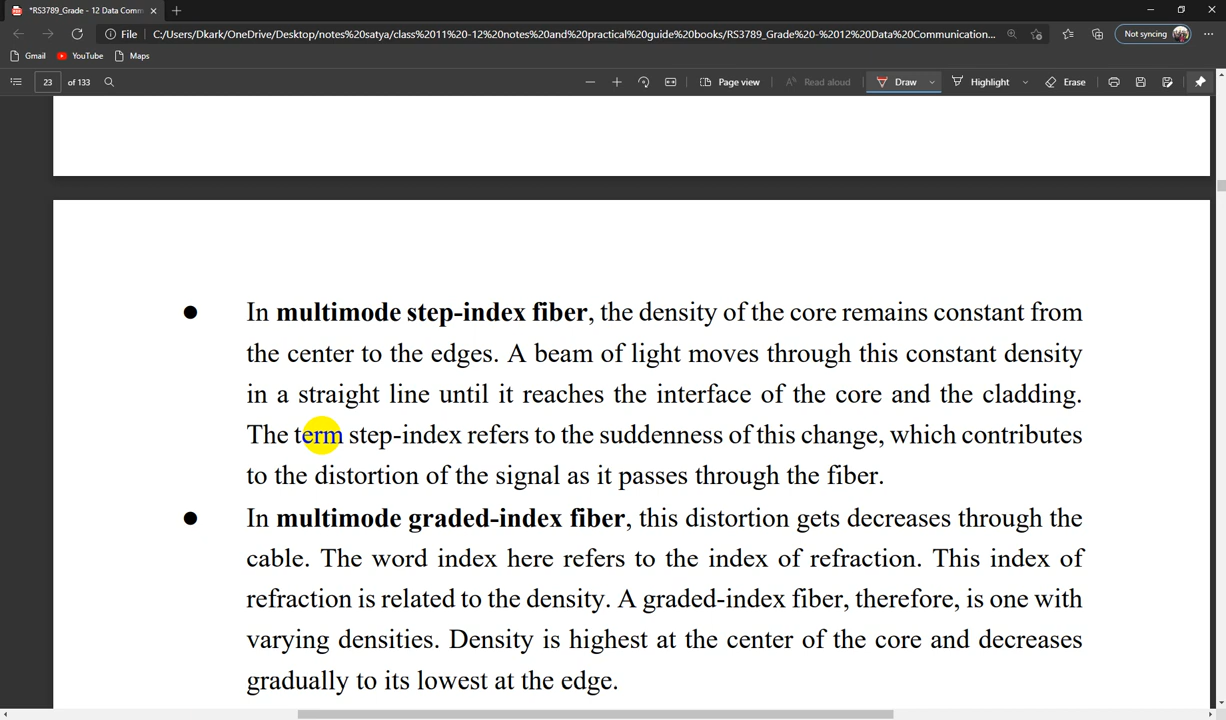 *RS3789_Grade - 12 Data Comm
File C:/Users/Dkark/OneDrive/Desktop/notes%20satya/class%2011%20-12%20notes%20and%20practical%20guide%20books/RS3789_Grade%20-%2012%20Data%20Communication... Not syncing
Gmail YouTube Maps
23 of 133 Page view Read aloud Draw Highlight Erase
In multimode step-index fiber, the density of the core remains constant from
the center to the edges. A beam of light moves through this constant density
in a straight line until it reaches the interface of the core and the cladding.
The term step-index refers to the suddenness of this change, which contributes
to the distortion of the signal as it passes through the fiber.
In multimode graded-index fiber, this distortion gets decreases through the
cable. The word index here refers to the index of refraction. This index of
refraction is related to the density. A graded-index fiber, therefore, is one with
varying densities. Density is highest at the center of the core and decreases
gradually to its lowest at the edge.